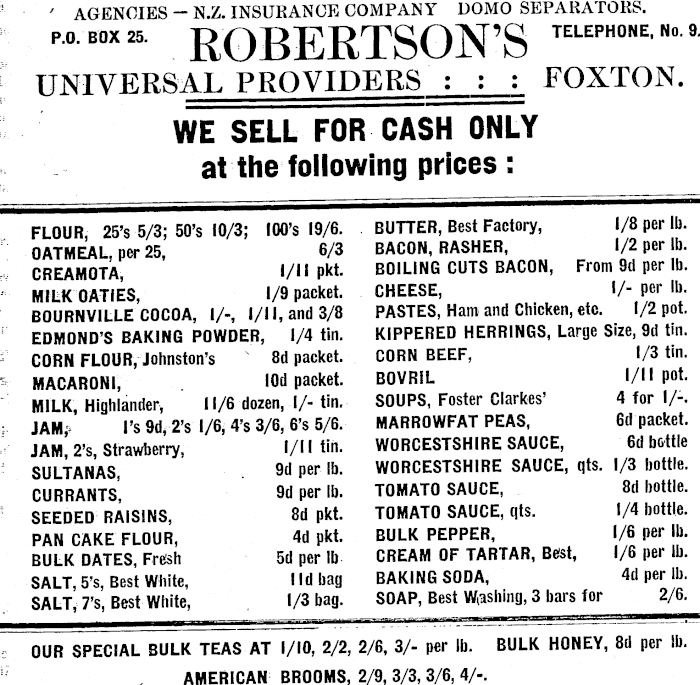 AGENCIES — N.Z. INSURANCE COMPANY DOMO SEPARATORS.
P.O. BOX 25. ROBERTSON'S TELEPHONE, No. 9.
UNIVERSAL PROVIDERS : : : FOXTON.
WE SELL FOR CASH ONLY
at the following prices :
FLOUR, 25's 5/3; 50's 10/3; 100's 19/6.
OATMEAL, per 25, 6/3
CREAMOTA, 1/11 pkt.
MILK OATIES, 1/9 packet.
BOURNVILLE COCOA, 1/-, 1/11, and 3/8
EDMOND'S BAKING POWDER, 1/4 tin.
CORN FLOUR, Johnston's 8d packet.
MACARONI, 10d packet.
MILK, Highlander, 11/6 dozen, 1/- tin.
JAM, 1's 9d, 2's 1/6, 4's 3/6, 6's 5/6.
JAM, 2's, Strawberry, 1/11 tin.
SULTANAS, 9d per lb.
CURRANTS, 9d per lb.
SEEDED RAISINS, 8d pkt.
PAN CAKE FLOUR, 4d pkt.
BULK DATES, Fresh 5d per lb
SALT, 5's, Best White, 11d bag
SALT, 7's, Best White, 1/3 bag.
BUTTER, Best Factory, 1/8 per lb.
BACON, RASHER, 1/2 per lb.
BOILING CUTS BACON, From 9d per lb.
CHEESE, 1/- per lb.
PASTES, Ham and Chicken, etc. 1/2 pot.
KIPPERED HERRINGS, Large Size, 9d tin.
CORN BEEF, 1/3 tin.
BOVRIL 1/11 pot.
SOUPS, Foster Clarkes' 4 for 1/-.
MARROWFAT PEAS, 6d packet.
WORCESTSHIRE SAUCE, 6d bottle
WORCESTSHIRE SAUCE, qts. 1/3 bottle.
TOMATO SAUCE, 8d bottle.
TOMATO SAUCE, qts. 1/4 bottle.
BULK PEPPER, 1/6 per lb.
CREAM OF TARTAR, Best, 1/6 per lb.
BAKING SODA, 4d per lb.
SOAP, Best Washing, 3 bars for 2/6.
OUR SPECIAL BULK TEAS AT 1/10, 2/2, 2/6, 3/- per lb. BULK HONEY, 8d per lb.
AMERICAN BROOMS, 2/9, 3/3, 3/6, 4/-.